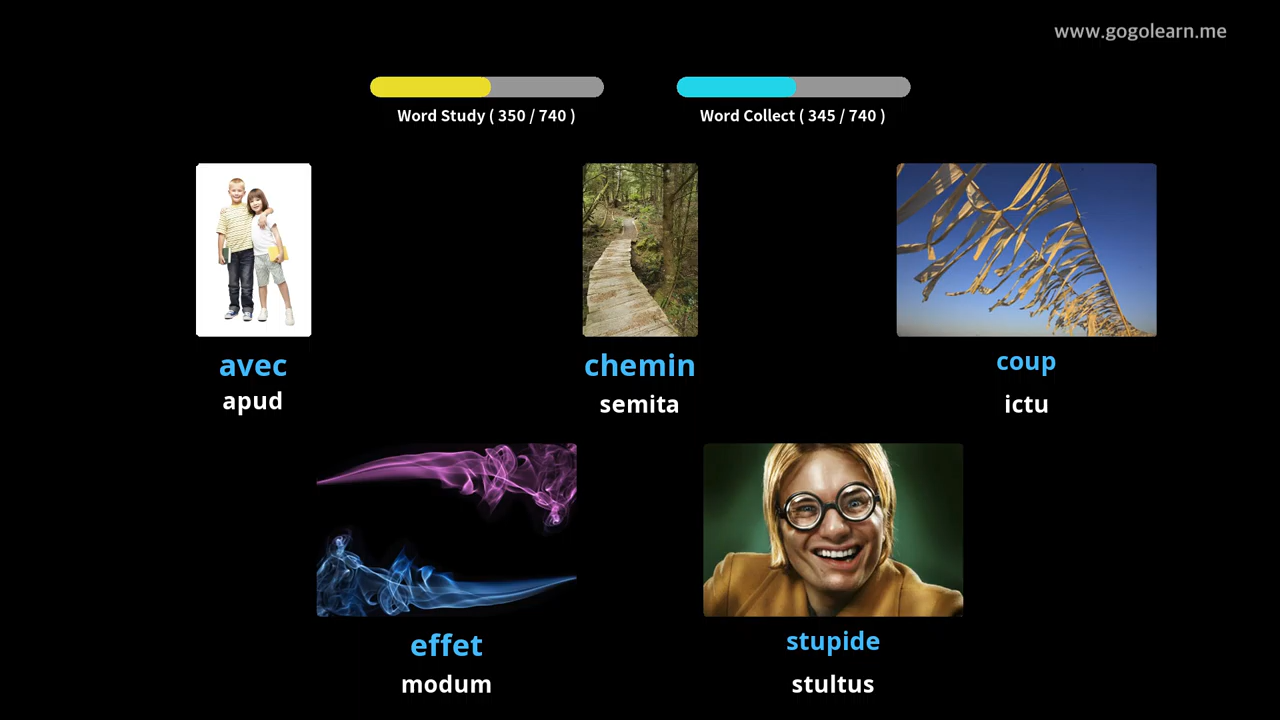 www.gogolearn.me
Word Study ( 350 / 740 )
Word Collect ( 345 / 740 )
avec
apud
chemin
semita
coup
ictu
effet
modum
stupide
stultus